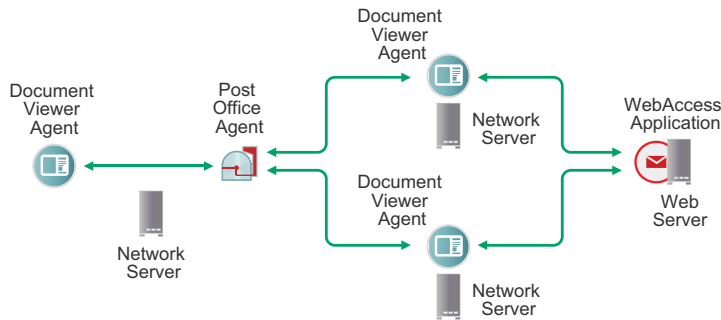 Document
Viewer
Agent
Network
Server
Post
Office
Agent
Document
Viewer
Agent
Network
Server
Document
Viewer
Agent
Network
Server
WebAccess
Application
Web
Server